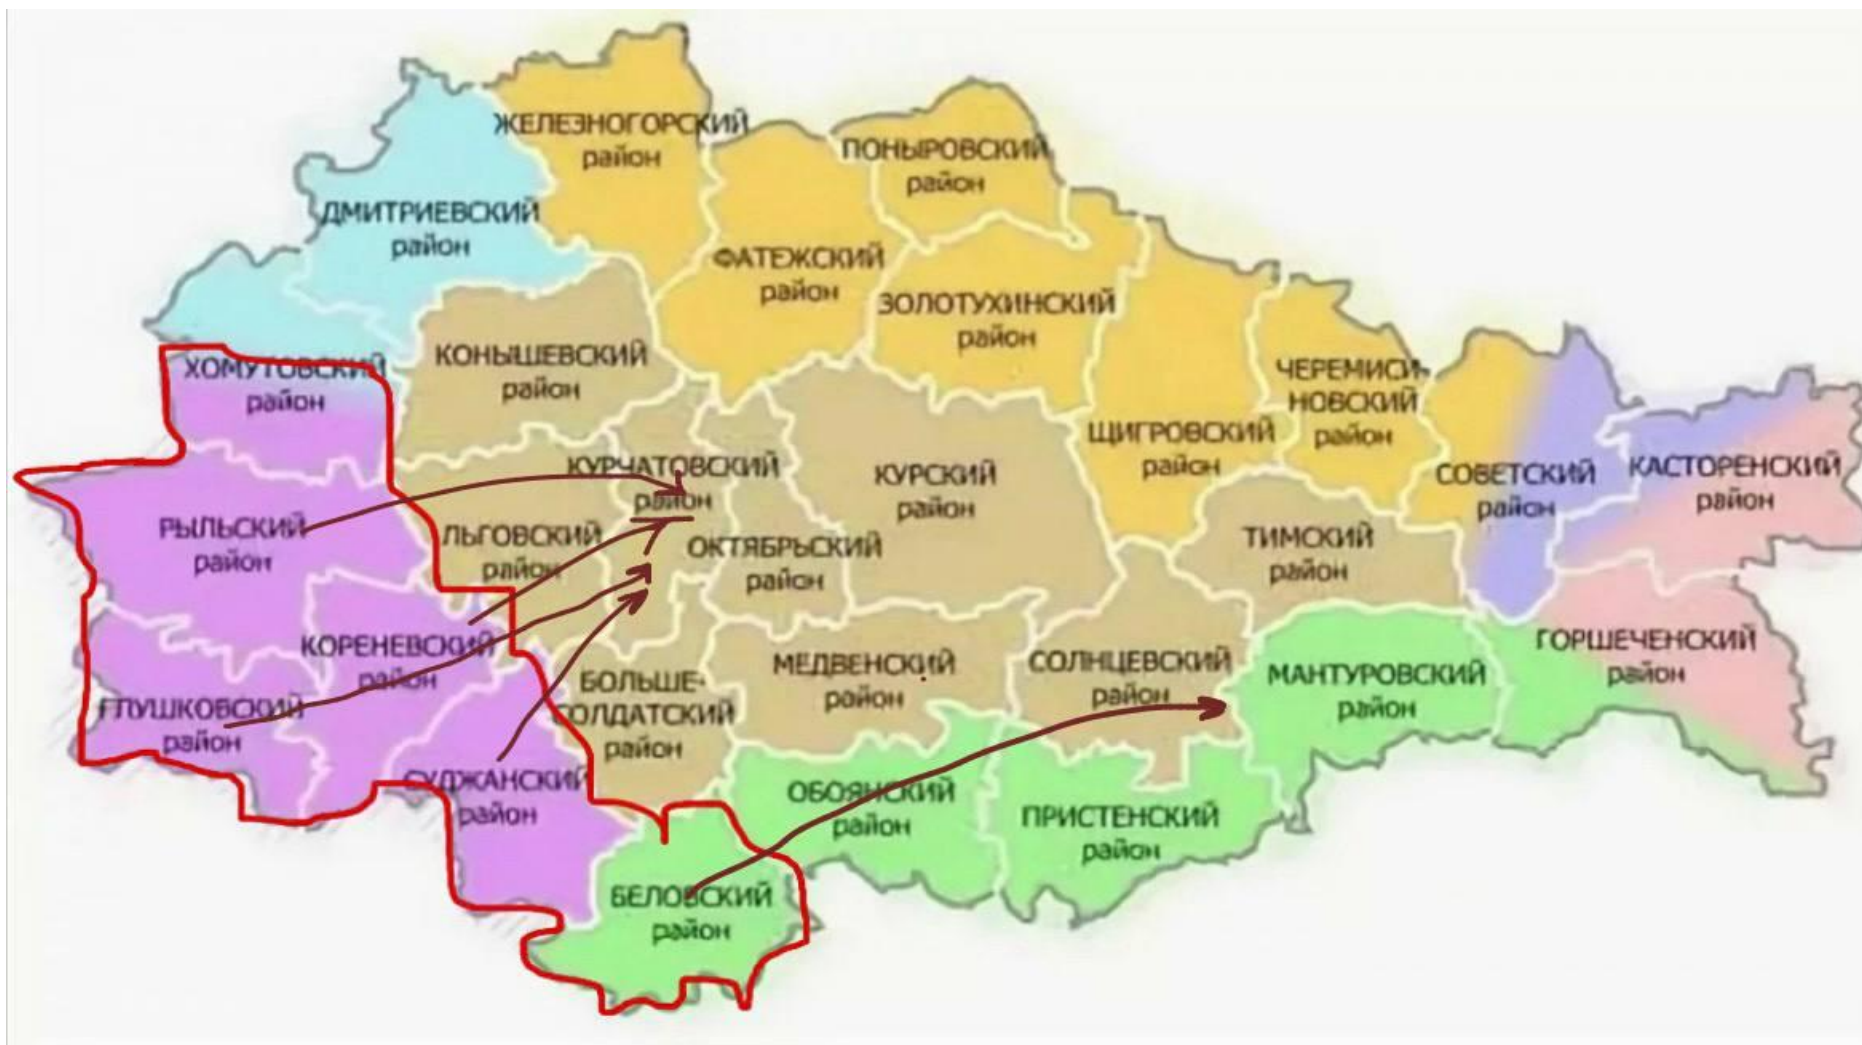 ЖЕЛЕЗНОГОРСКИЙ
район
ПОНЫРОВСКИЙ
район
ДМИТРИЕВСКИЙ
район
ФАТЕЖСКИЙ
район
ЗОЛОТУХИНСКИЙ
район
КОНЫШЕВСКИЙ
район
ХОМУТОВСКИЙ
район
ЧЕРЕМИСИ-
НОВСКИЙ
район
ЩИГРОВСКИЙ
район
СОВЕТСКИЙ
район
КАСТОРЕНСКИЙ
район
КУРЧАТОВСКИЙ
район
КУРСКИЙ
район
РЫЛЬСКИЙ
район
ЛЬГОВСКИЙ
район
ОКТЯБРЬСКИЙ
район
ТИМСКИЙ
район
КОРЕНЕВСКИЙ
район
БОЛЬШЕ-
СОЛДАТСКИЙ
район
МЕДВЕНСКИЙ
район
СОЛНЦЕВСКИЙ
район
МАНТУРОВСКИЙ
район
ГОРШЕЧЕНСКИЙ
район
ГЛУШКОВСКИЙ
район
СУДЖАНСКИЙ
район
ОБОЯНСКИЙ
район
ПРИСТЕНСКИЙ
район
БЕЛОВСКИЙ
район